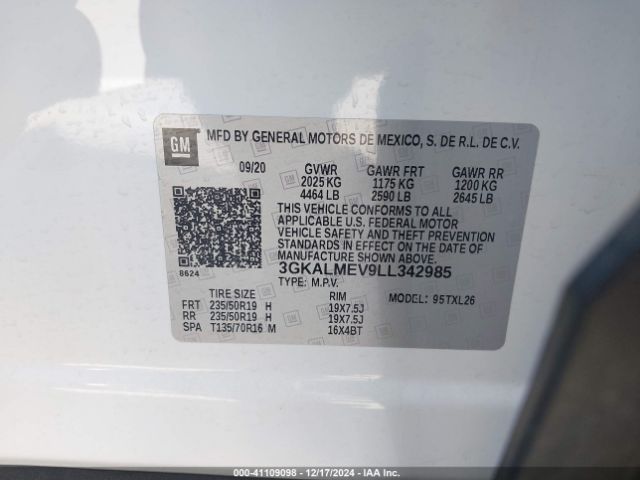 GM
MFD BY GENERAL MOTORS DE MEXICO, S. DE R.L. DE C.V.
09/20 GVWR GAWR FRT GAWR RR
2025 KG 1175 KG 1200 KG
4464 LB 2590 LB 2645 LB
THIS VEHICLE CONFORMS TO ALL
APPLICABLE U.S. FEDERAL MOTOR
VEHICLE SAFETY AND THEFT PREVENTION
STANDARDS IN EFFECT ON THE DATE OF
MANUFACTURE SHOWN ABOVE.
8624 3GKALMEV9LL342985
TYPE: M.P.V.
TIRE SIZE RIM MODEL: 95TXL26
FRT 235/50R19 H 19X7.5J
RR 235/50R19 H 19X7.5J
SPA T135/70R16 M 16X4BT
000-41109098 - 12/17/2024 - IAA